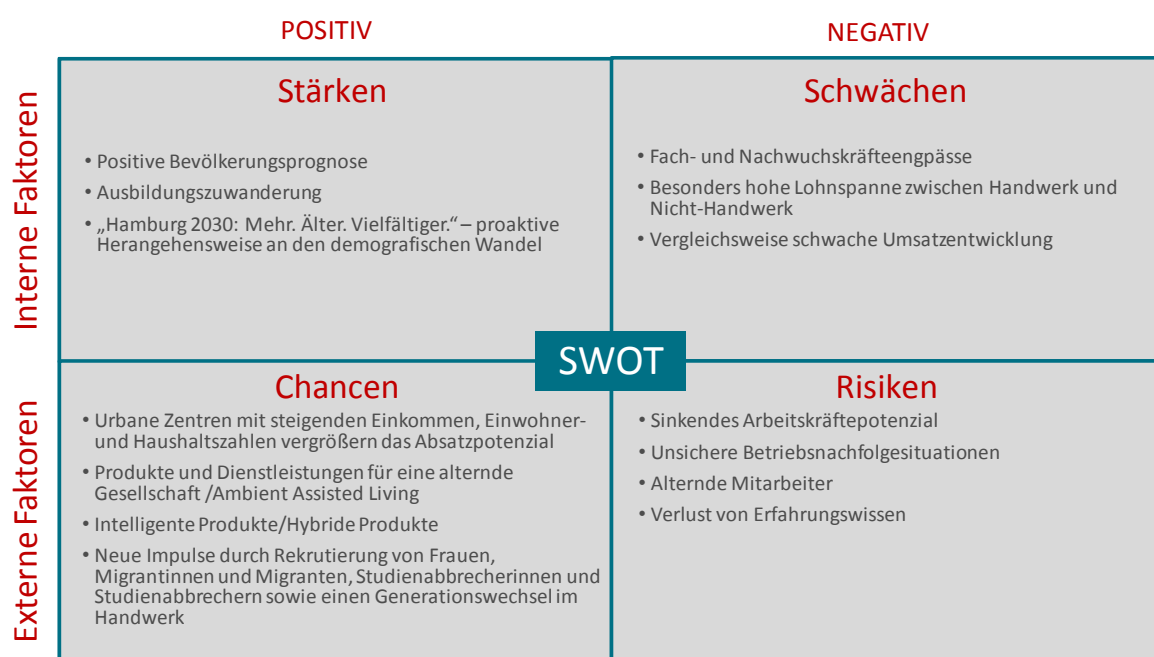 POSITIV
NEGATIV
Interne Faktoren
Stärken
• Positive Bevölkerungsprognose
• Ausbildungszuwanderung
• „Hamburg 2030: Mehr. Älter. Vielfältiger.“ – proaktive
Herangehensweise an den demografischen Wandel
Schwächen
• Fach- und Nachwuchskräfteengpässe
• Besonders hohe Lohnspanne zwischen Handwerk und
Nicht-Handwerk
• Vergleichsweise schwache Umsatzentwicklung
SWOT
Externe Faktoren
Chancen
• Urbane Zentren mit steigenden Einkommen, Einwohner-
und Haushaltszahlen vergrößern das Absatzpotenzial
• Produkte und Dienstleistungen für eine alternde
Gesellschaft /Ambient Assisted Living
• Intelligente Produkte/Hybride Produkte
• Neue Impulse durch Rekrutierung von Frauen,
Migrantinnen und Migranten, Studienabbrecherinnen und
Studienabbrechern sowie einen Generationswechsel im
Handwerk
Risiken
• Sinkendes Arbeitskräftepotenzial
• Unsichere Betriebsnachfolgesituationen
• Alternde Mitarbeiter
• Verlust von Erfahrungswissen